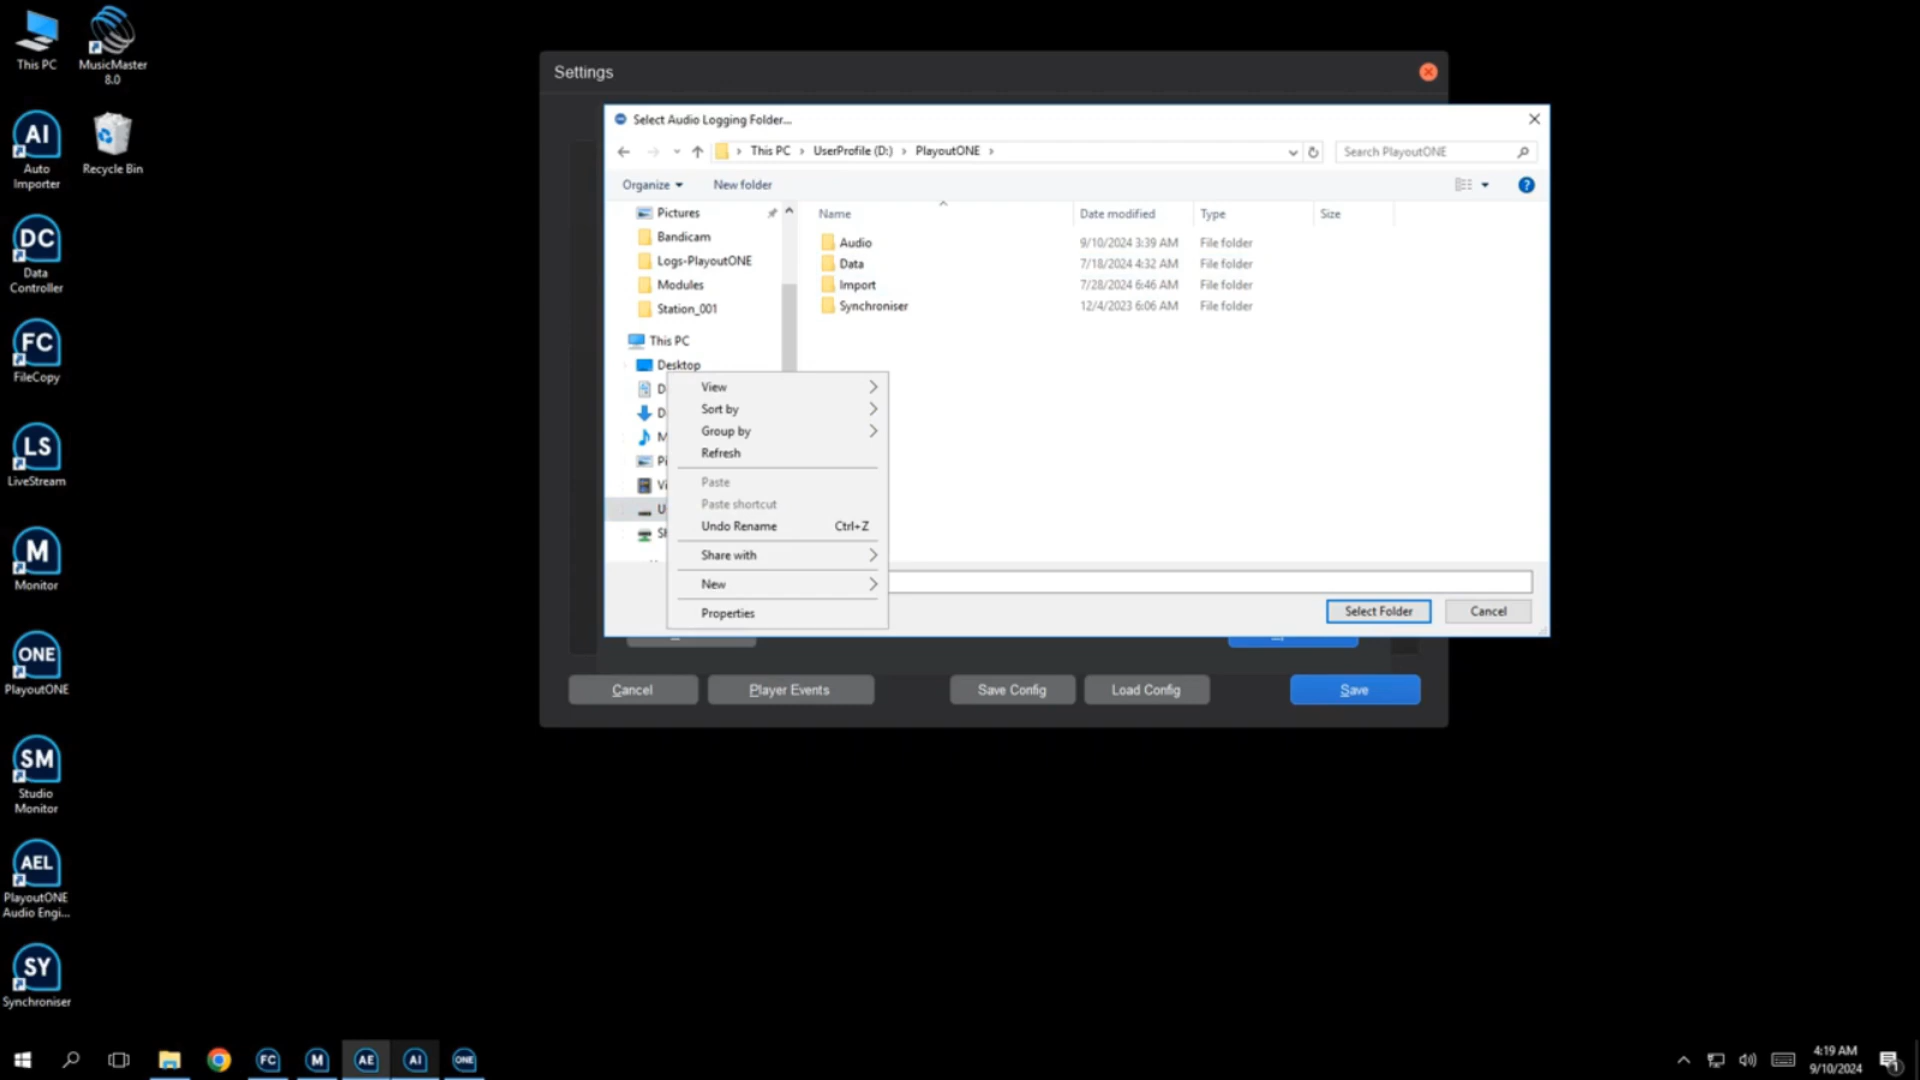 This PC
MusicMaster
8.0
AI
Auto
Importer
Recycle Bin
DC
Data
Controller
FC
FileCopy
LS
LiveStream
M
Monitor
ONE
PlayoutONE
SM
Studio
Monitor
AEL
PlayoutONE
Audio Engi...
SY
Synchroniser
Settings
Select Audio Logging Folder...
This PC > UserProfile (D:) > PlayoutONE >
Search PlayoutONE
Organize
New folder
Pictures
Bandicam
Logs-PlayoutONE
Modules
Station_001
This PC
Desktop
Name Date modified Type Size
Audio 9/10/2024 3:39 AM File folder
Data 7/18/2024 4:32 AM File folder
Import 7/28/2024 6:46 AM File folder
Synchroniser 12/4/2023 6:06 AM File folder
View
Sort by
Group by
Refresh
Paste
Paste shortcut
Undo Rename Ctrl+Z
Share with
New
Properties
Select Folder
Cancel
Cancel
Player Events
Save Config
Load Config
Save
FC
M
AE
AI
ONE
4:19 AM
9/10/2024
1